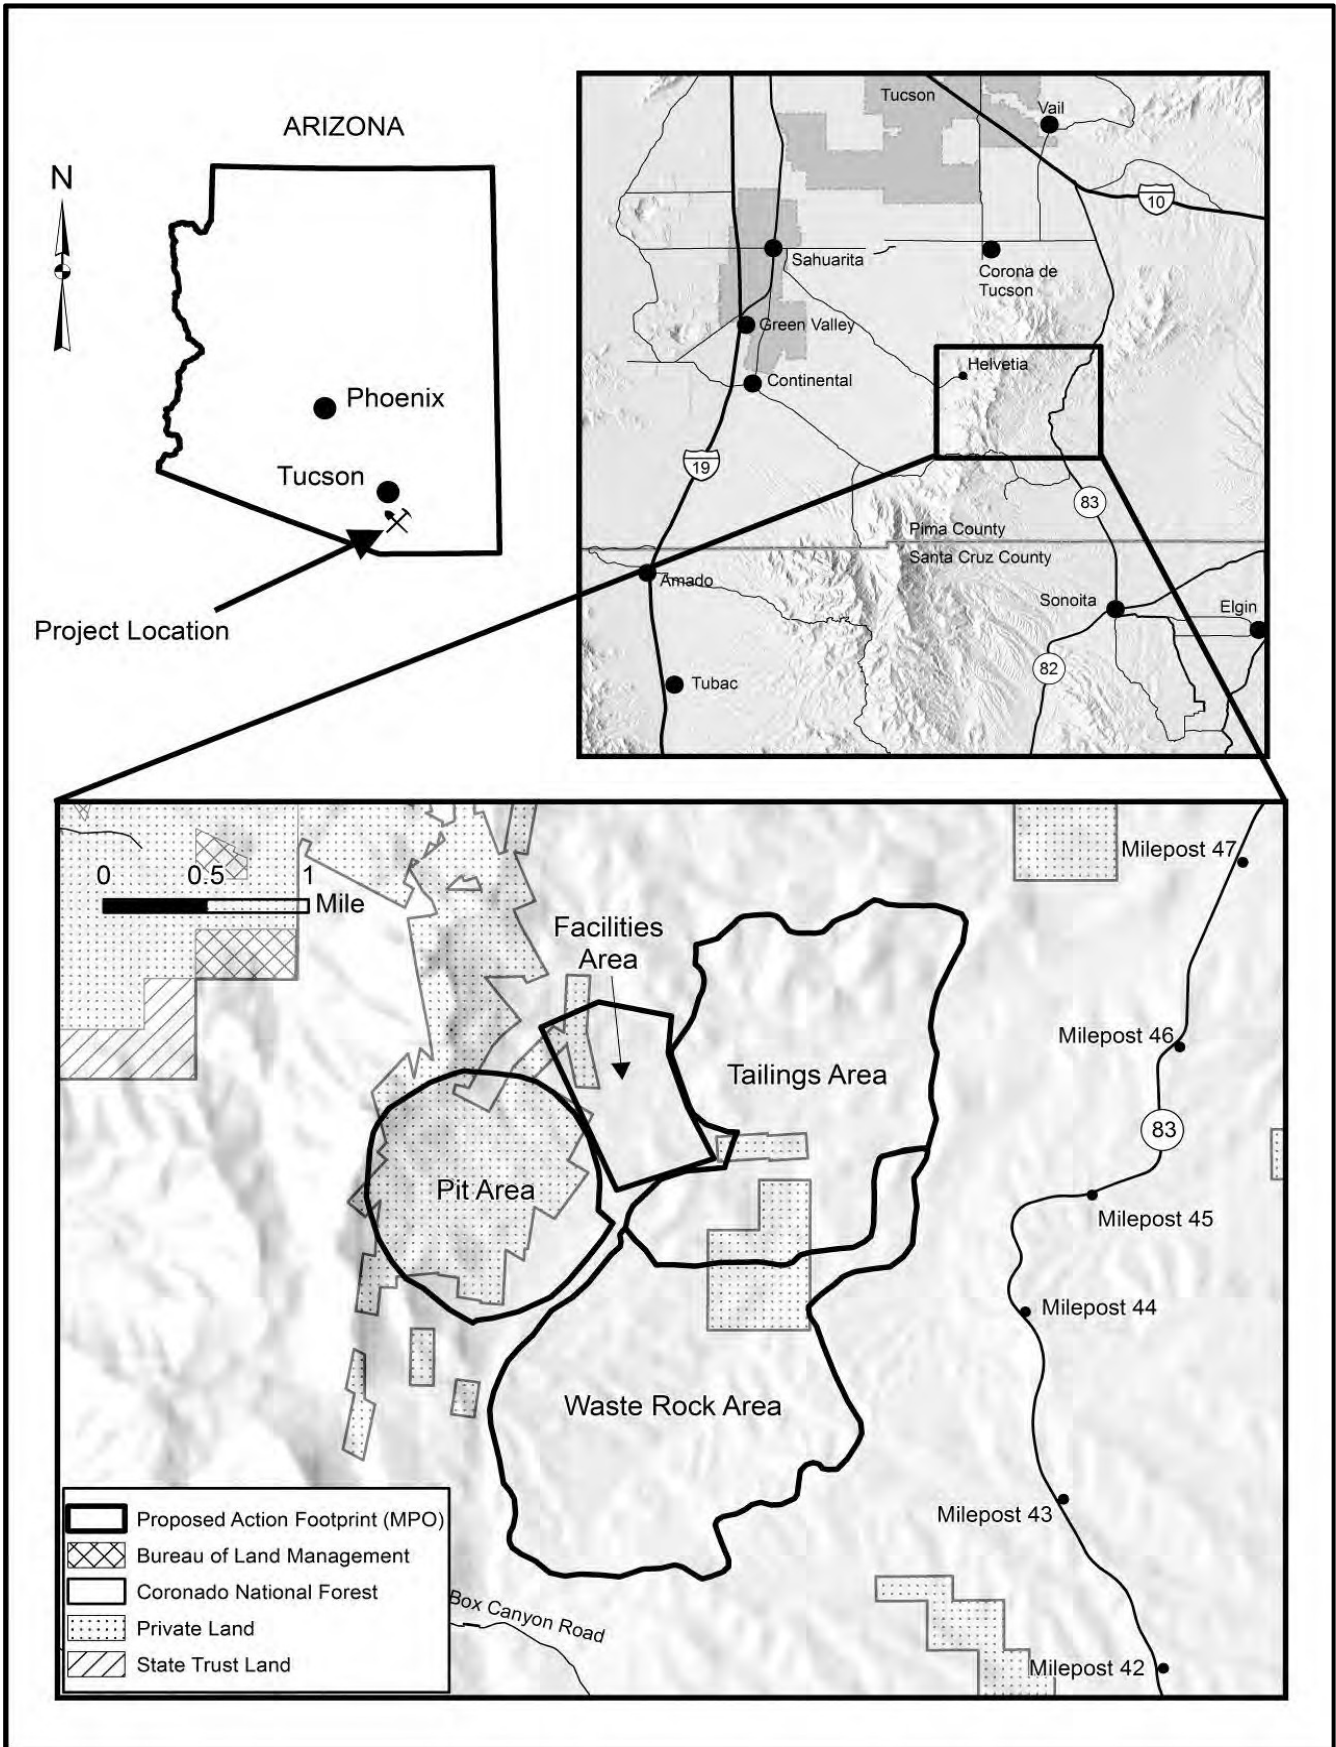 ARIZONA
N
Phoenix
Tucson
Project Location
Tucson
Vail
10
Sahuarita
Corona de
Tucson
Green Valley
Helvetia
Continental
19
83
Pima County
Santa Cruz County
Amado
Sonoita
Elgin
82
Tubac
Milepost 47
0 0.5 1
Mile
Facilities
Area
Milepost 46
Tailings Area
83
Pit Area
Milepost 45
Milepost 44
Waste Rock Area
Milepost 43
Proposed Action Footprint (MPO)
Bureau of Land Management
Coronado National Forest
Private Land
State Trust Land
Box Canyon Road
Milepost 42